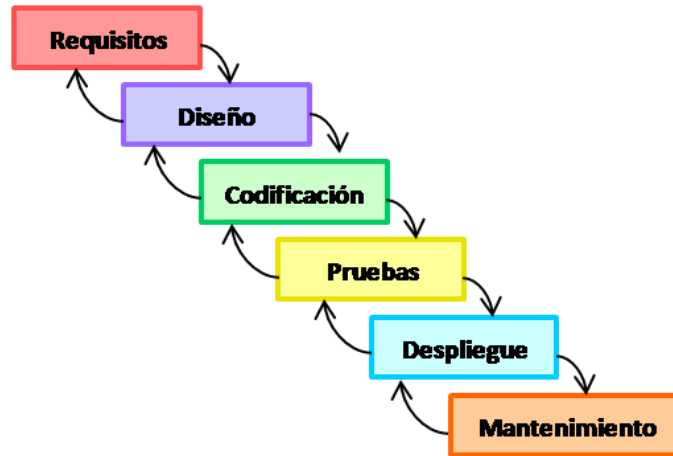 Requisitos
Diseño
Codificación
Pruebas
Despliegue
Mantenimiento